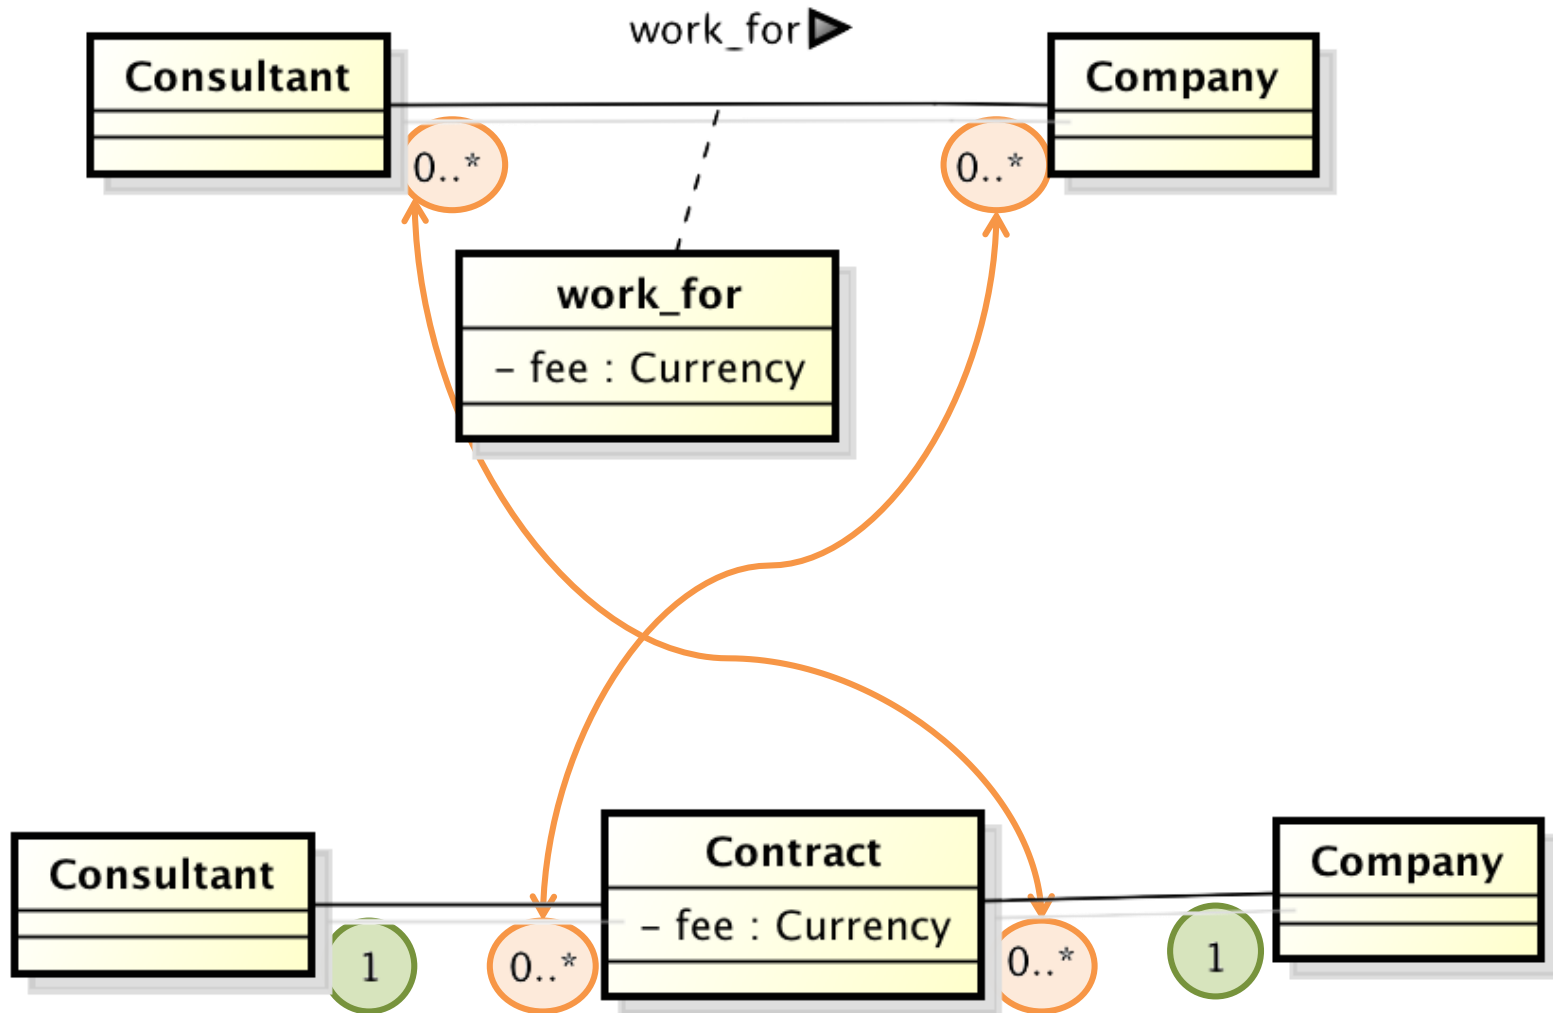 work_for
Consultant
Company
0..*
0..*
work_for
- fee : Currency
Contract
Consultant
Company
- fee : Currency
1
0..*
0..*
1